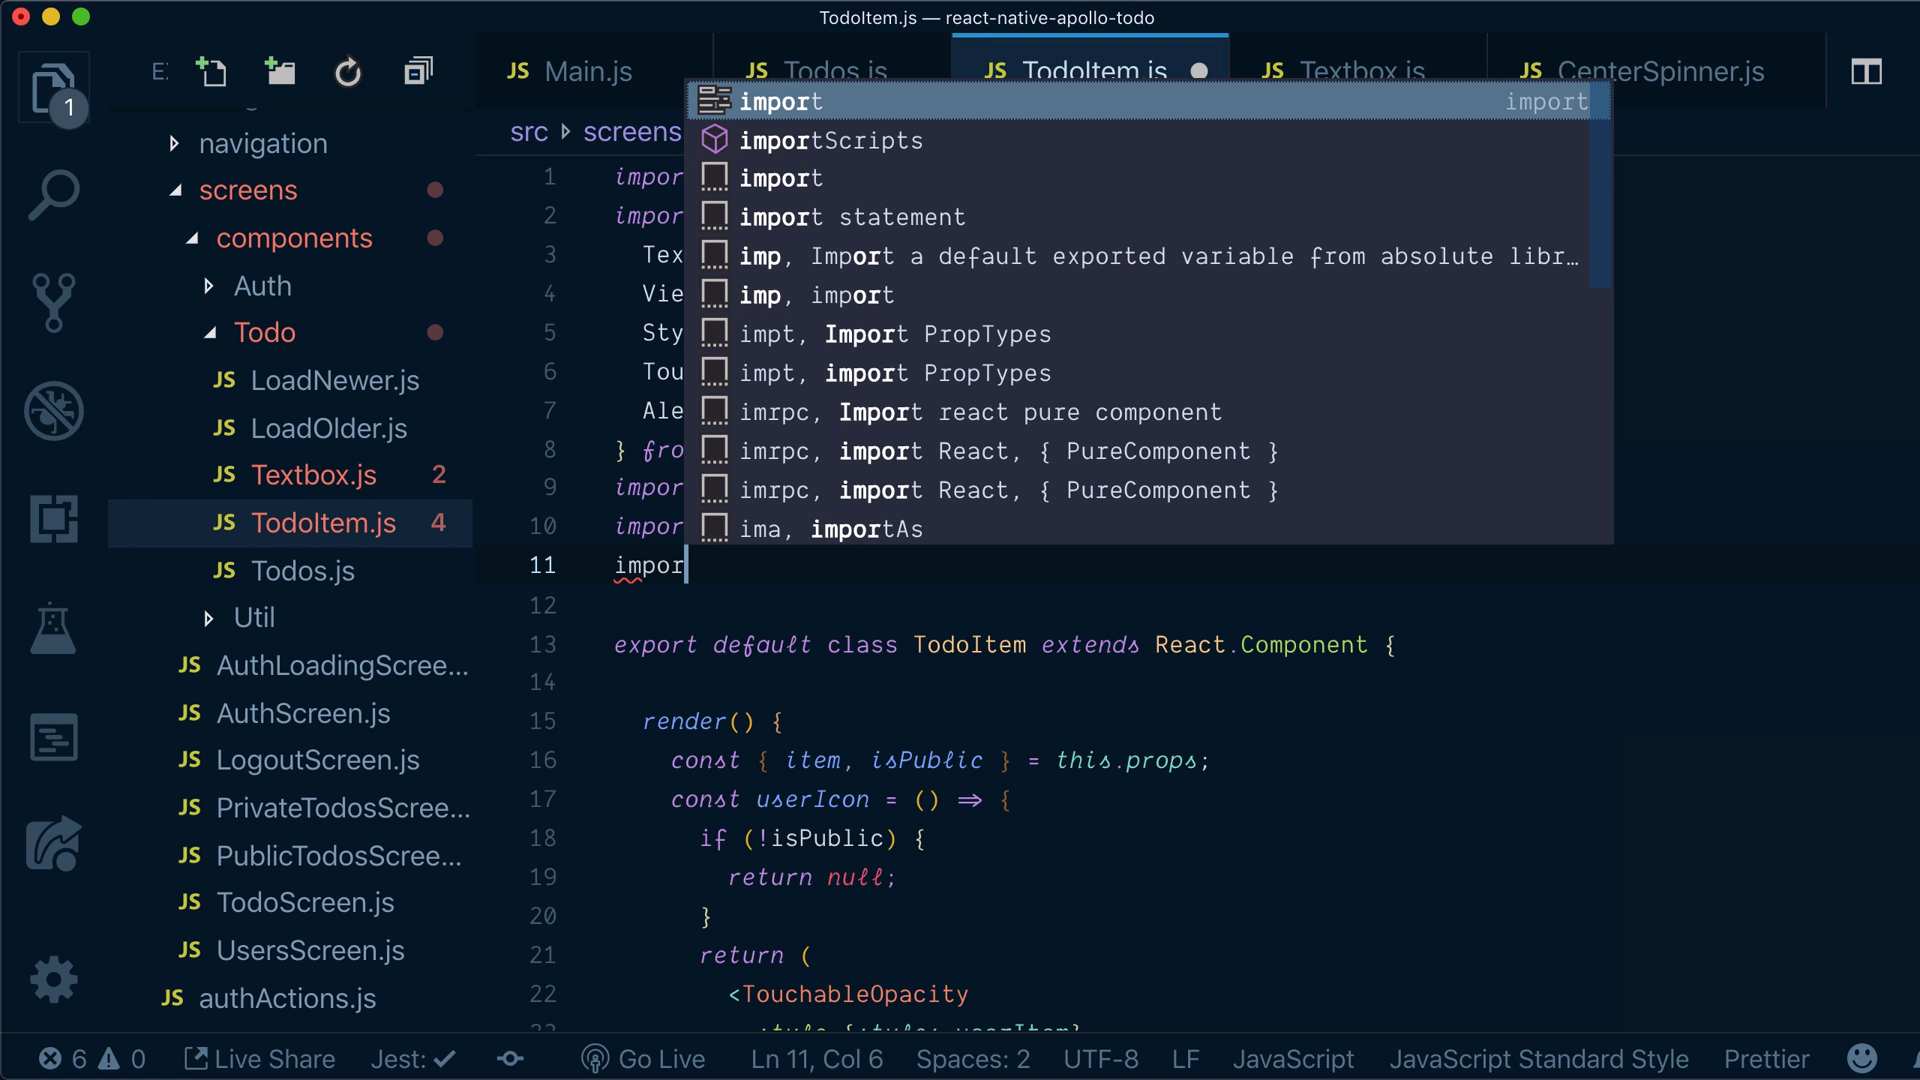 TodoItem.js — react-native-apollo-todo
E:
JS Main.js
JS Todos.js
JS TodoItem.js
JS Textbox.js
JS CenterSpinner.js
1
navigation
screens
components
Auth
Todo
JS LoadNewer.js
JS LoadOlder.js
JS Textbox.js 2
JS TodoItem.js 4
JS Todos.js
Util
JS AuthLoadingScree...
JS AuthScreen.js
JS LogoutScreen.js
JS PrivateTodosScree...
JS PublicTodosScree...
JS TodoScreen.js
JS UsersScreen.js
JS authActions.js
src screens
import import
importScripts
import
import statement
imp, Import a default exported variable from absolute libr…
imp, import
impt, Import PropTypes
impt, import PropTypes
imrpc, Import react pure component
imrpc, import React, { PureComponent }
imrpc, import React, { PureComponent }
ima, importAs
1 impor
2 impor
3 Tex
4 Vie
5 Sty
6 Tou
7 Ale
8 } fro
9 impor
10 impor
11 impor
12
13 export default class TodoItem extends React.Component {
14
15 render() {
16 const { item, isPublic } = this.props;
17 const userIcon = () => {
18 if (!isPublic) {
19 return null;
20 }
21 return (
22 <TouchableOpacity
23 style={styles.userItem}
6 0 Live Share Jest: Go Live Ln 11, Col 6 Spaces: 2 UTF-8 LF JavaScript JavaScript Standard Style Prettier